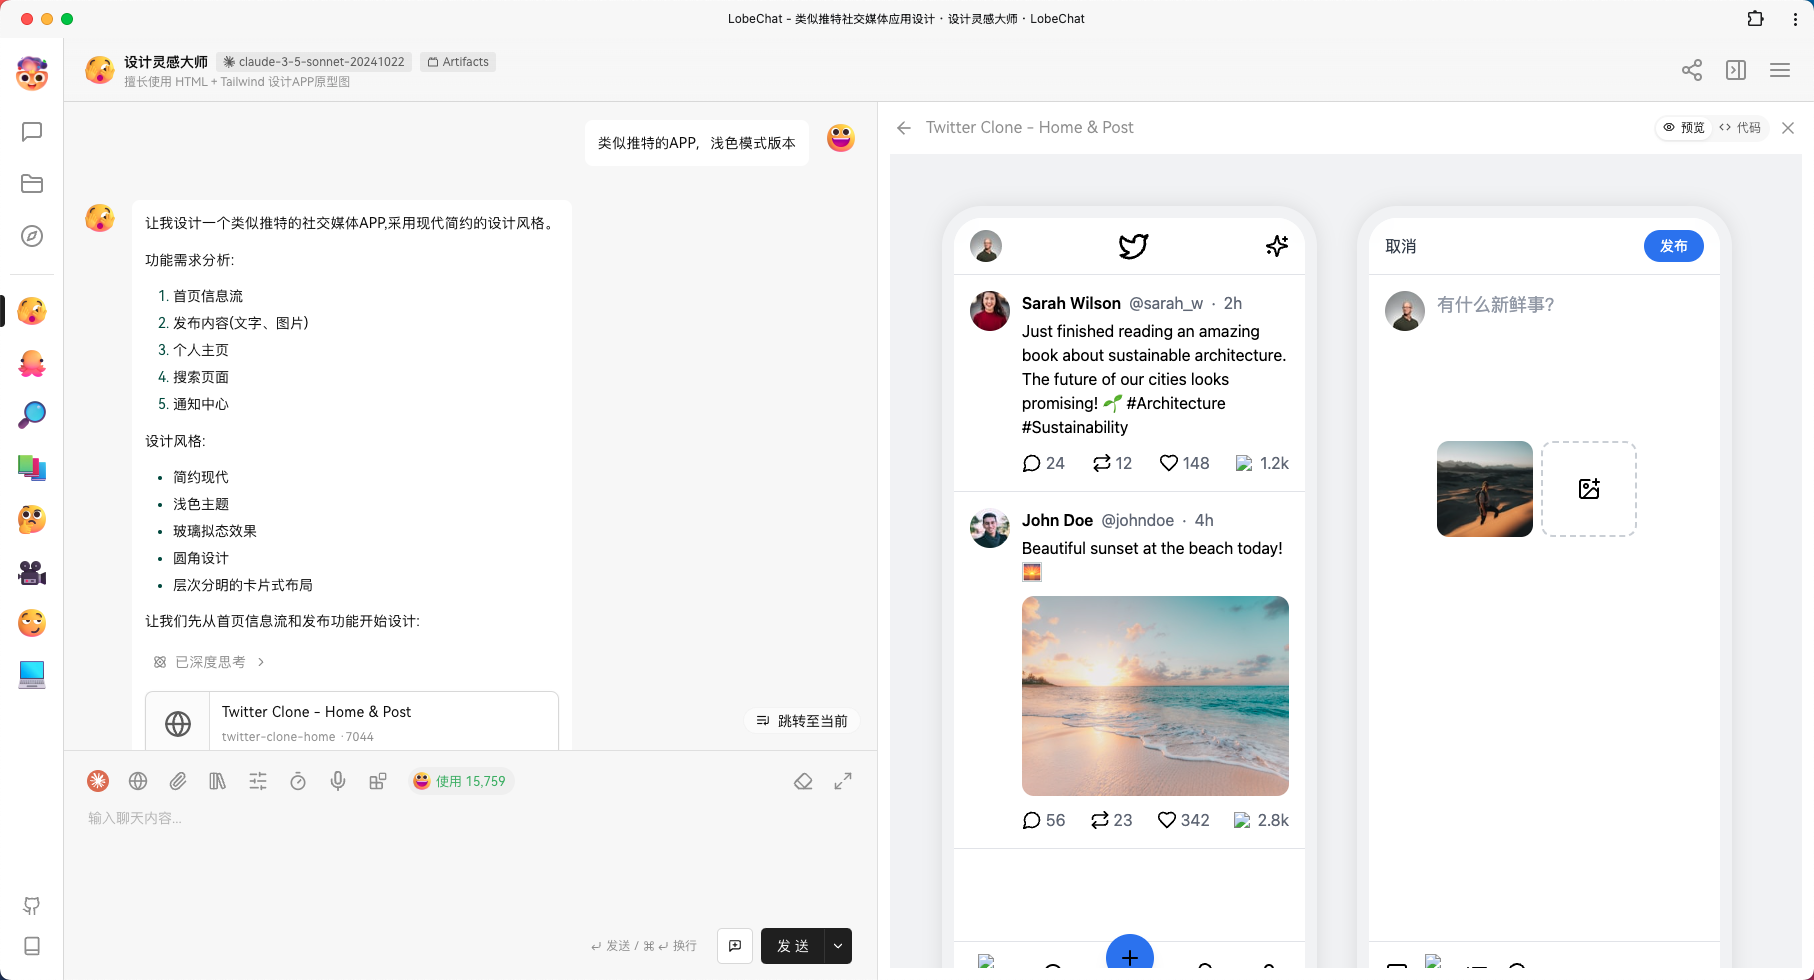 LobeChat - 类似推特社交媒体应用设计 · 设计灵感大师 · LobeChat
设计灵感大师 claude-3-5-sonnet-20241022 Artifacts
擅长使用 HTML + Tailwind 设计APP原型图
类似推特的APP，浅色模式版本
让我设计一个类似推特的社交媒体APP,采用现代简约的设计风格。
功能需求分析:
1. 首页信息流
2. 发布内容(文字、图片)
3. 个人主页
4. 搜索页面
5. 通知中心
设计风格:
• 简约现代
• 浅色主题
• 玻璃拟态效果
• 圆角设计
• 层次分明的卡片式布局
让我们先从首页信息流和发布功能开始设计:
已深度思考
Twitter Clone - Home & Post
twitter-clone-home · 7044
跳转至当前
使用 15,759
输入聊天内容...
↵ 发送 / ⌘ ↵ 换行
发 送
Twitter Clone - Home & Post
预览
代码
Sarah Wilson @sarah_w · 2h
Just finished reading an amazing
book about sustainable architecture.
The future of our cities looks
promising! 🌱 #Architecture
#Sustainability
24 12 148 1.2k
John Doe @johndoe · 4h
Beautiful sunset at the beach today!
🌅
56 23 342 2.8k
取消
发布
有什么新鲜事?